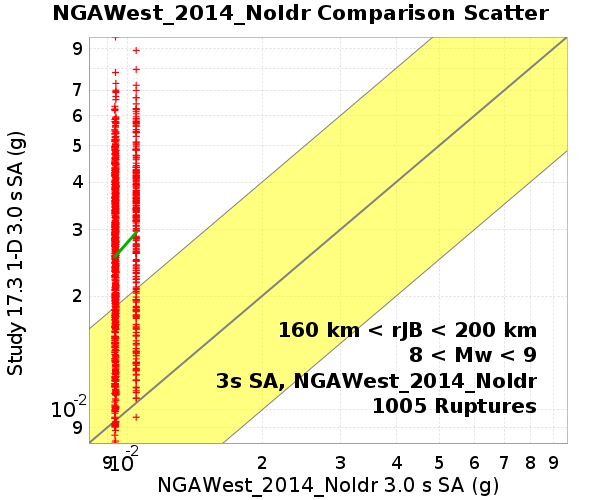 NGAWest_2014_NoIdr Comparison Scatter
9
7
6
5
4
3
2
10-2
9
Study 17.3 1-D 3.0 s SA (g)
160 km < rJB < 200 km
8 < Mw < 9
3s SA, NGAWest_2014_NoIdr
1005 Ruptures
9 10-2 2 3 4 5 6 7 8 9
NGAWest_2014_NoIdr 3.0 s SA (g)